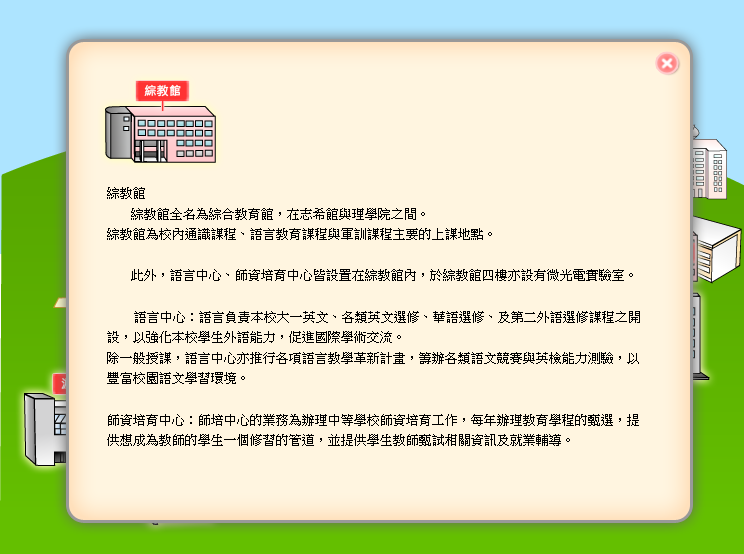 綜教館
綜教館
綜教館全名為綜合教育館，在志希館與理學院之間。
綜教館為校內通識課程、語言教育課程與軍訓課程主要的上課地點。
此外，語言中心、師資培育中心皆設置在綜教館內，於綜教館四樓亦設有微光電實驗室。
語言中心：語言負責本校大一英文、各類英文選修、華語選修、及第二外語選修課程之開
設，以強化本校學生外語能力，促進國際學術交流。
除一般授課，語言中心亦推行各項語言教學革新計畫，籌辦各類語文競賽與英檢能力測驗，以
豐富校園語文學習環境。
師資培育中心：師培中心的業務為辦理中等學校師資培育工作，每年辦理教育學程的甄選，提
供想成為教師的學生一個修習的管道，並提供學生教師甄試相關資訊及就業輔導。